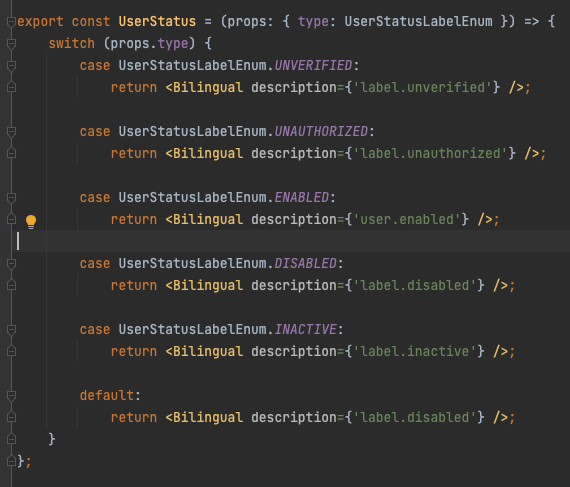 export const UserStatus = (props: { type: UserStatusLabelEnum }) => {
switch (props.type) {
case UserStatusLabelEnum.UNVERIFIED:
return <Bilingual description={'label.unverified'} />;
case UserStatusLabelEnum.UNAUTHORIZED:
return <Bilingual description={'label.unauthorized'} />;
case UserStatusLabelEnum.ENABLED:
return <Bilingual description={'user.enabled'} />;
case UserStatusLabelEnum.DISABLED:
return <Bilingual description={'label.disabled'} />;
case UserStatusLabelEnum.INACTIVE:
return <Bilingual description={'label.inactive'} />;
default:
return <Bilingual description={'label.disabled'} />;
}
};